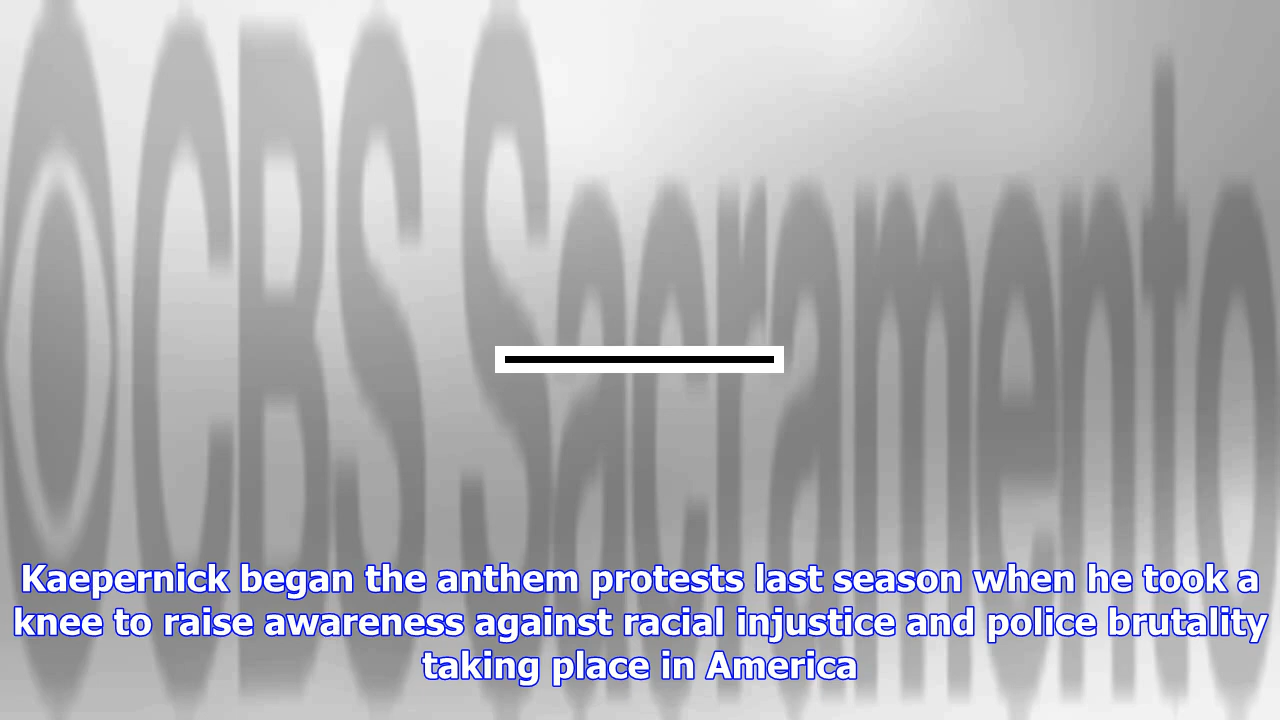 CBS Sacramento
Kaepernick began the anthem protests last season when he took a
knee to raise awareness against racial injustice and police brutality
taking place in America